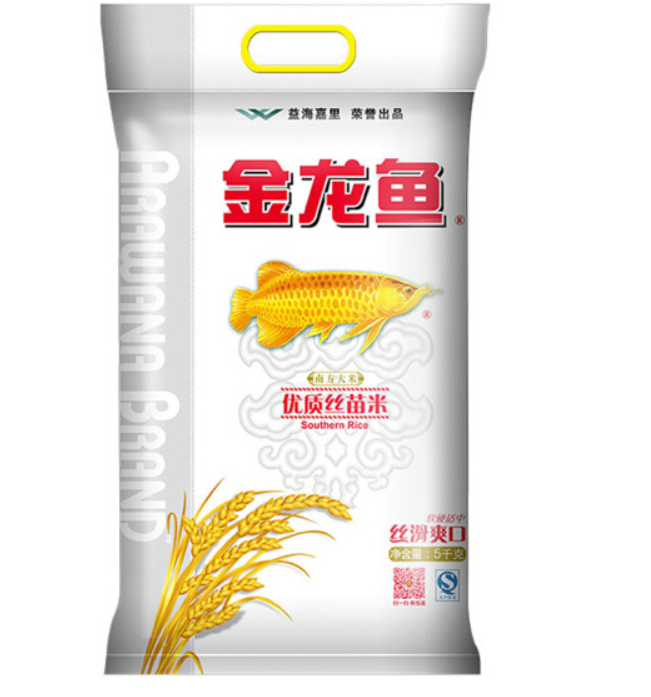 益海嘉里 荣誉出品
金龙鱼®
ARAWANA BRAND
®
南方大米
优质丝苗米
Southern Rice
软硬适中
丝滑爽口
净含量：5千克